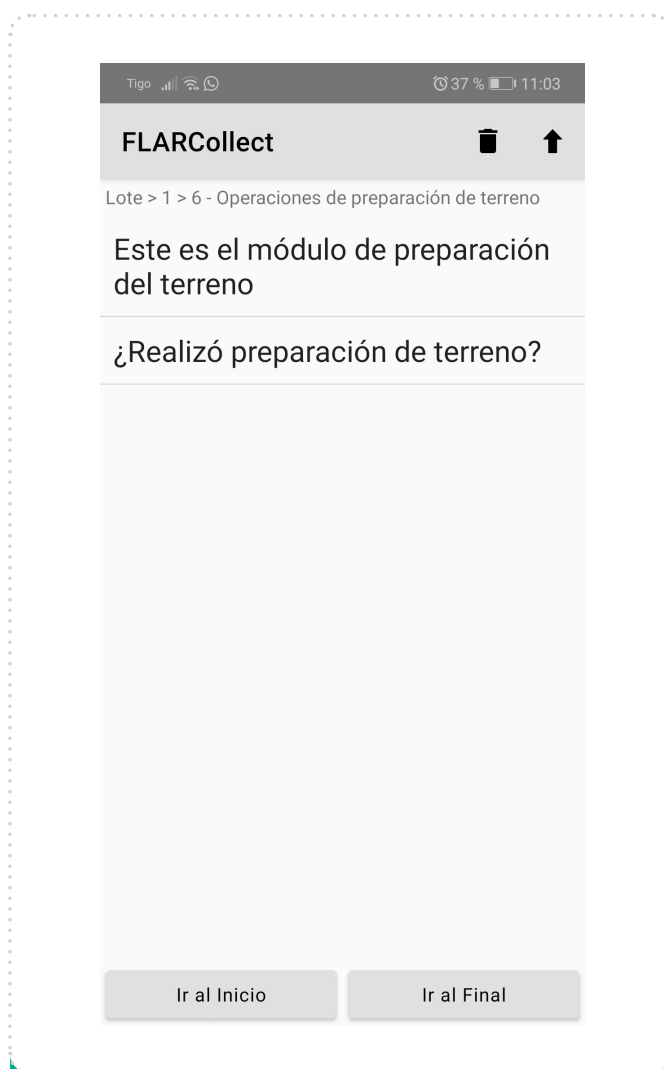 Tigo 37 % 11:03
FLARCollect
Lote > 1 > 6 - Operaciones de preparación de terreno
Este es el módulo de preparación
del terreno
¿Realizó preparación de terreno?
Ir al Inicio Ir al Final